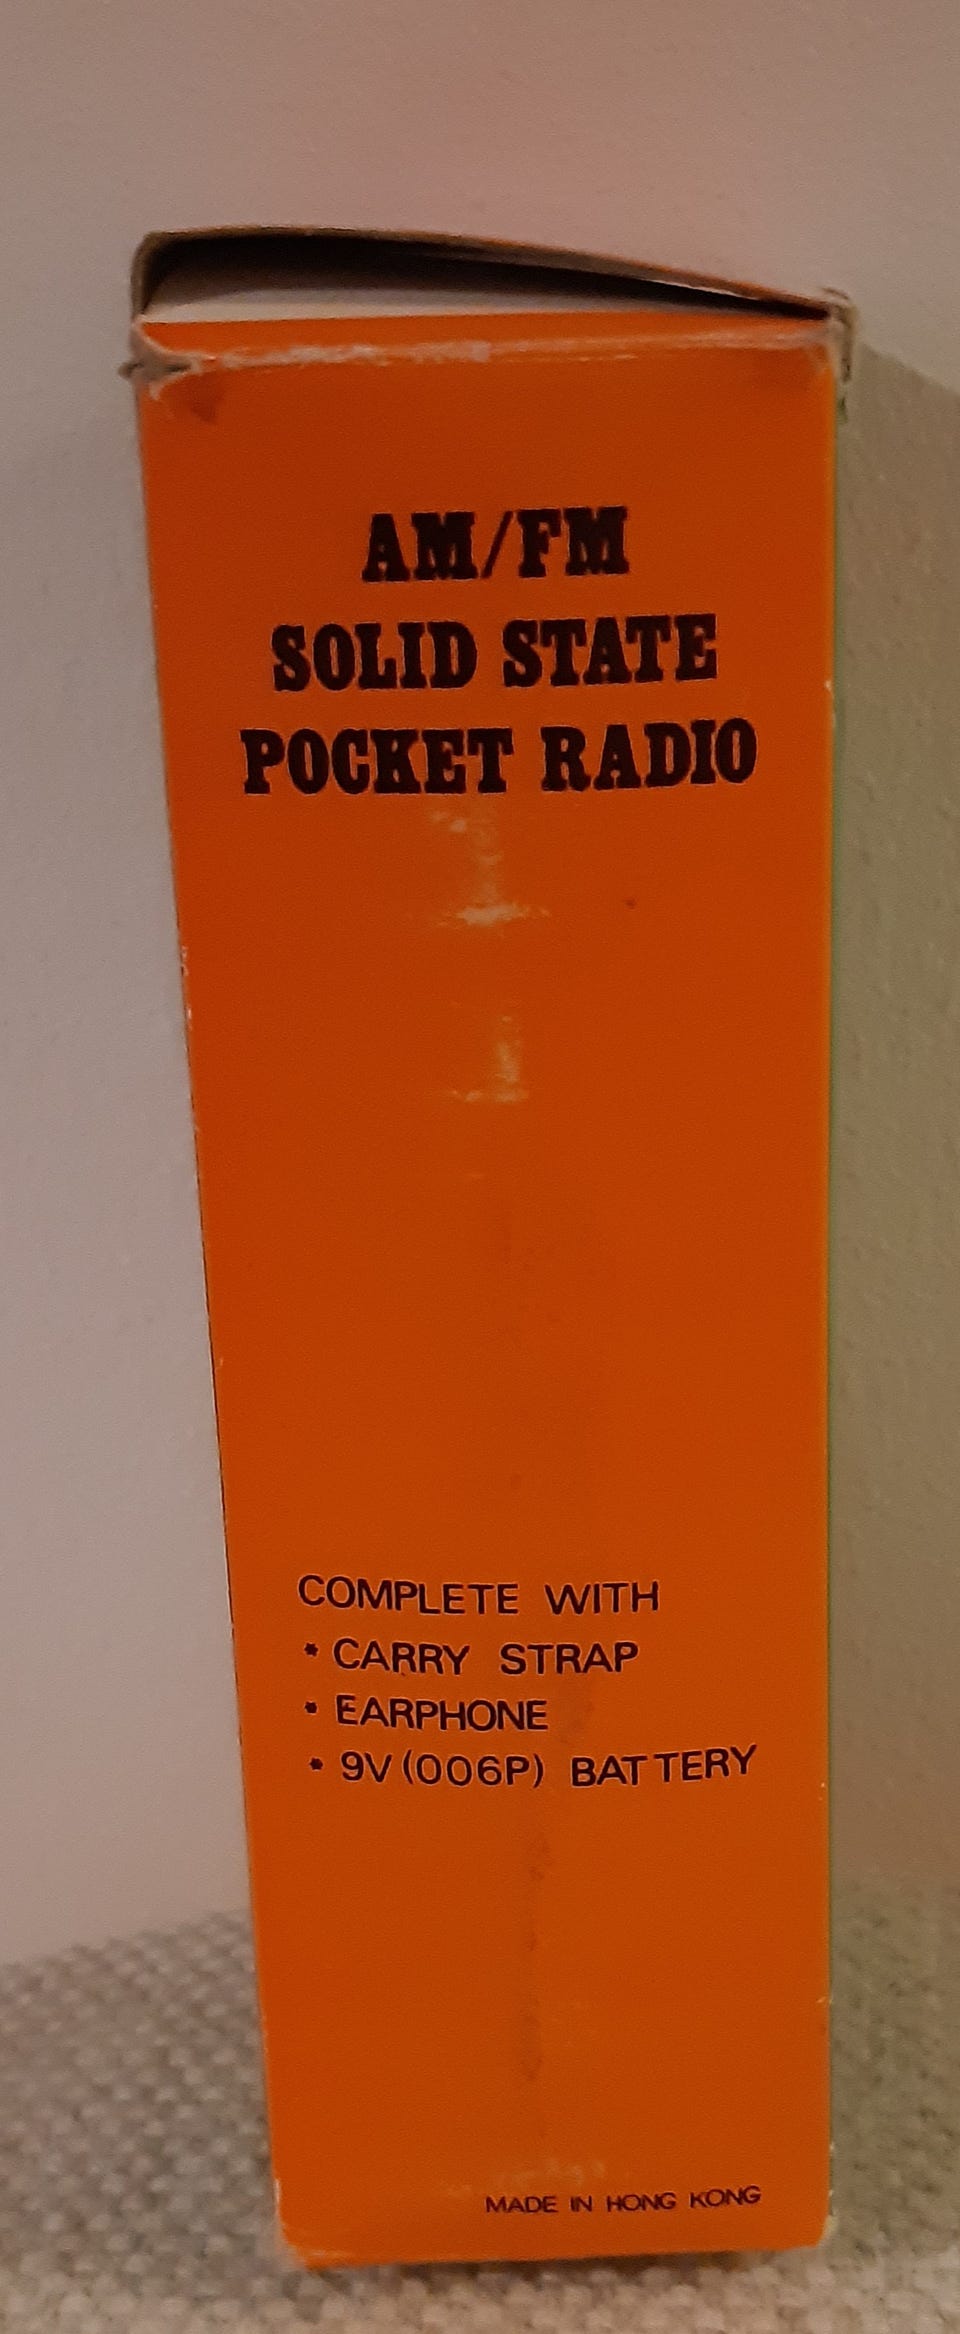 AM/FM
SOLID STATE
POCKET RADIO
COMPLETE WITH
* CARRY STRAP
* EARPHONE
* 9V (006P) BATTERY
MADE IN HONG KONG